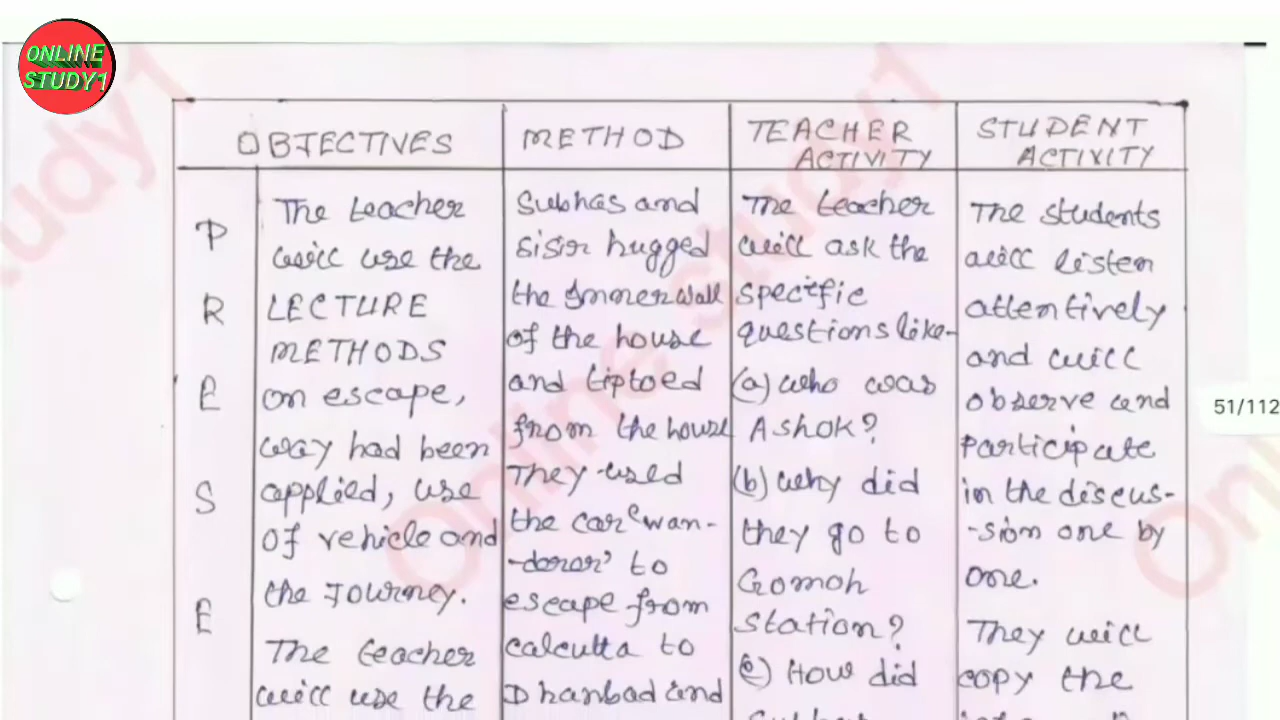 ONLINE
STUDY1
OBJECTIVES
METHOD
TEACHER
ACTIVITY
STUDENT
ACTIVITY
P
R
E
S
E
The teacher
will use the
LECTURE
METHODS
on escape,
way had been
applied, use
of vehicle and
the Journey.
The teacher
will use the
Subhas and
sisir hugged
the Inner wall
of the house
and tiptoed
from the house
They used
the car 'wan-
-derer' to
escape from
calcutta to
Dhanbad and
The teacher
will ask the
specific
questions like-
(a) who was
Ashok?
(b) why did
they go to
Gomoh
Station?
(c) How did
The students
will listen
attentively
and will
observe and
participate
in the discus-
-sion one by
one.
They will
copy the
51/112
Online study1